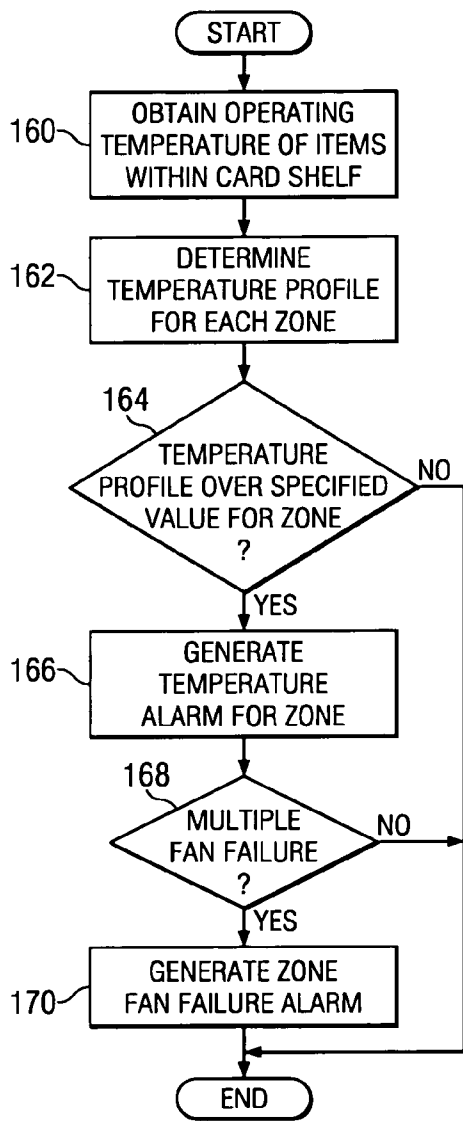 START
160
OBTAIN OPERATING
TEMPERATURE OF ITEMS
WITHIN CARD SHELF
162
DETERMINE
TEMPERATURE PROFILE
FOR EACH ZONE
164
TEMPERATURE
PROFILE OVER SPECIFIED
VALUE FOR ZONE
?
NO
YES
166
GENERATE
TEMPERATURE
ALARM FOR ZONE
168
MULTIPLE
FAN FAILURE
?
NO
YES
170
GENERATE ZONE
FAN FAILURE ALARM
END